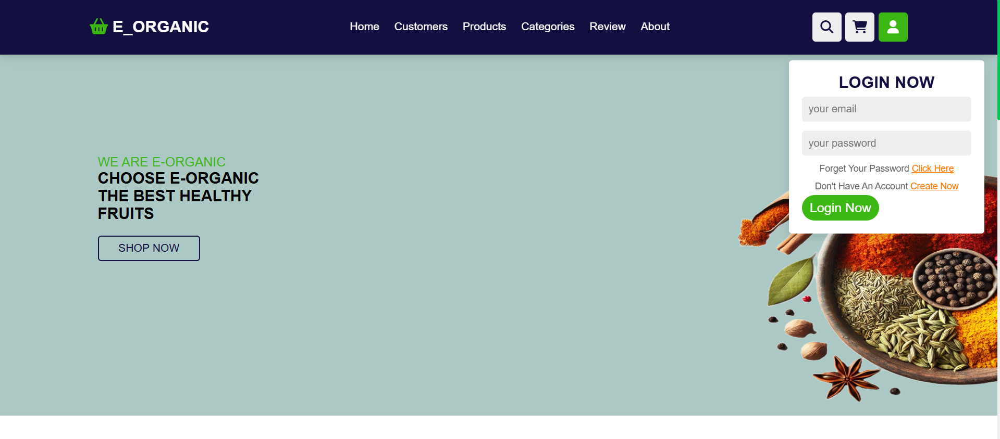 E_ORGANIC
Home Customers Products Categories Review About
LOGIN NOW
your email
your password
Forget Your Password Click Here
Don't Have An Account Create Now
Login Now
WE ARE E-ORGANIC
CHOOSE E-ORGANIC
THE BEST HEALTHY
FRUITS
SHOP NOW